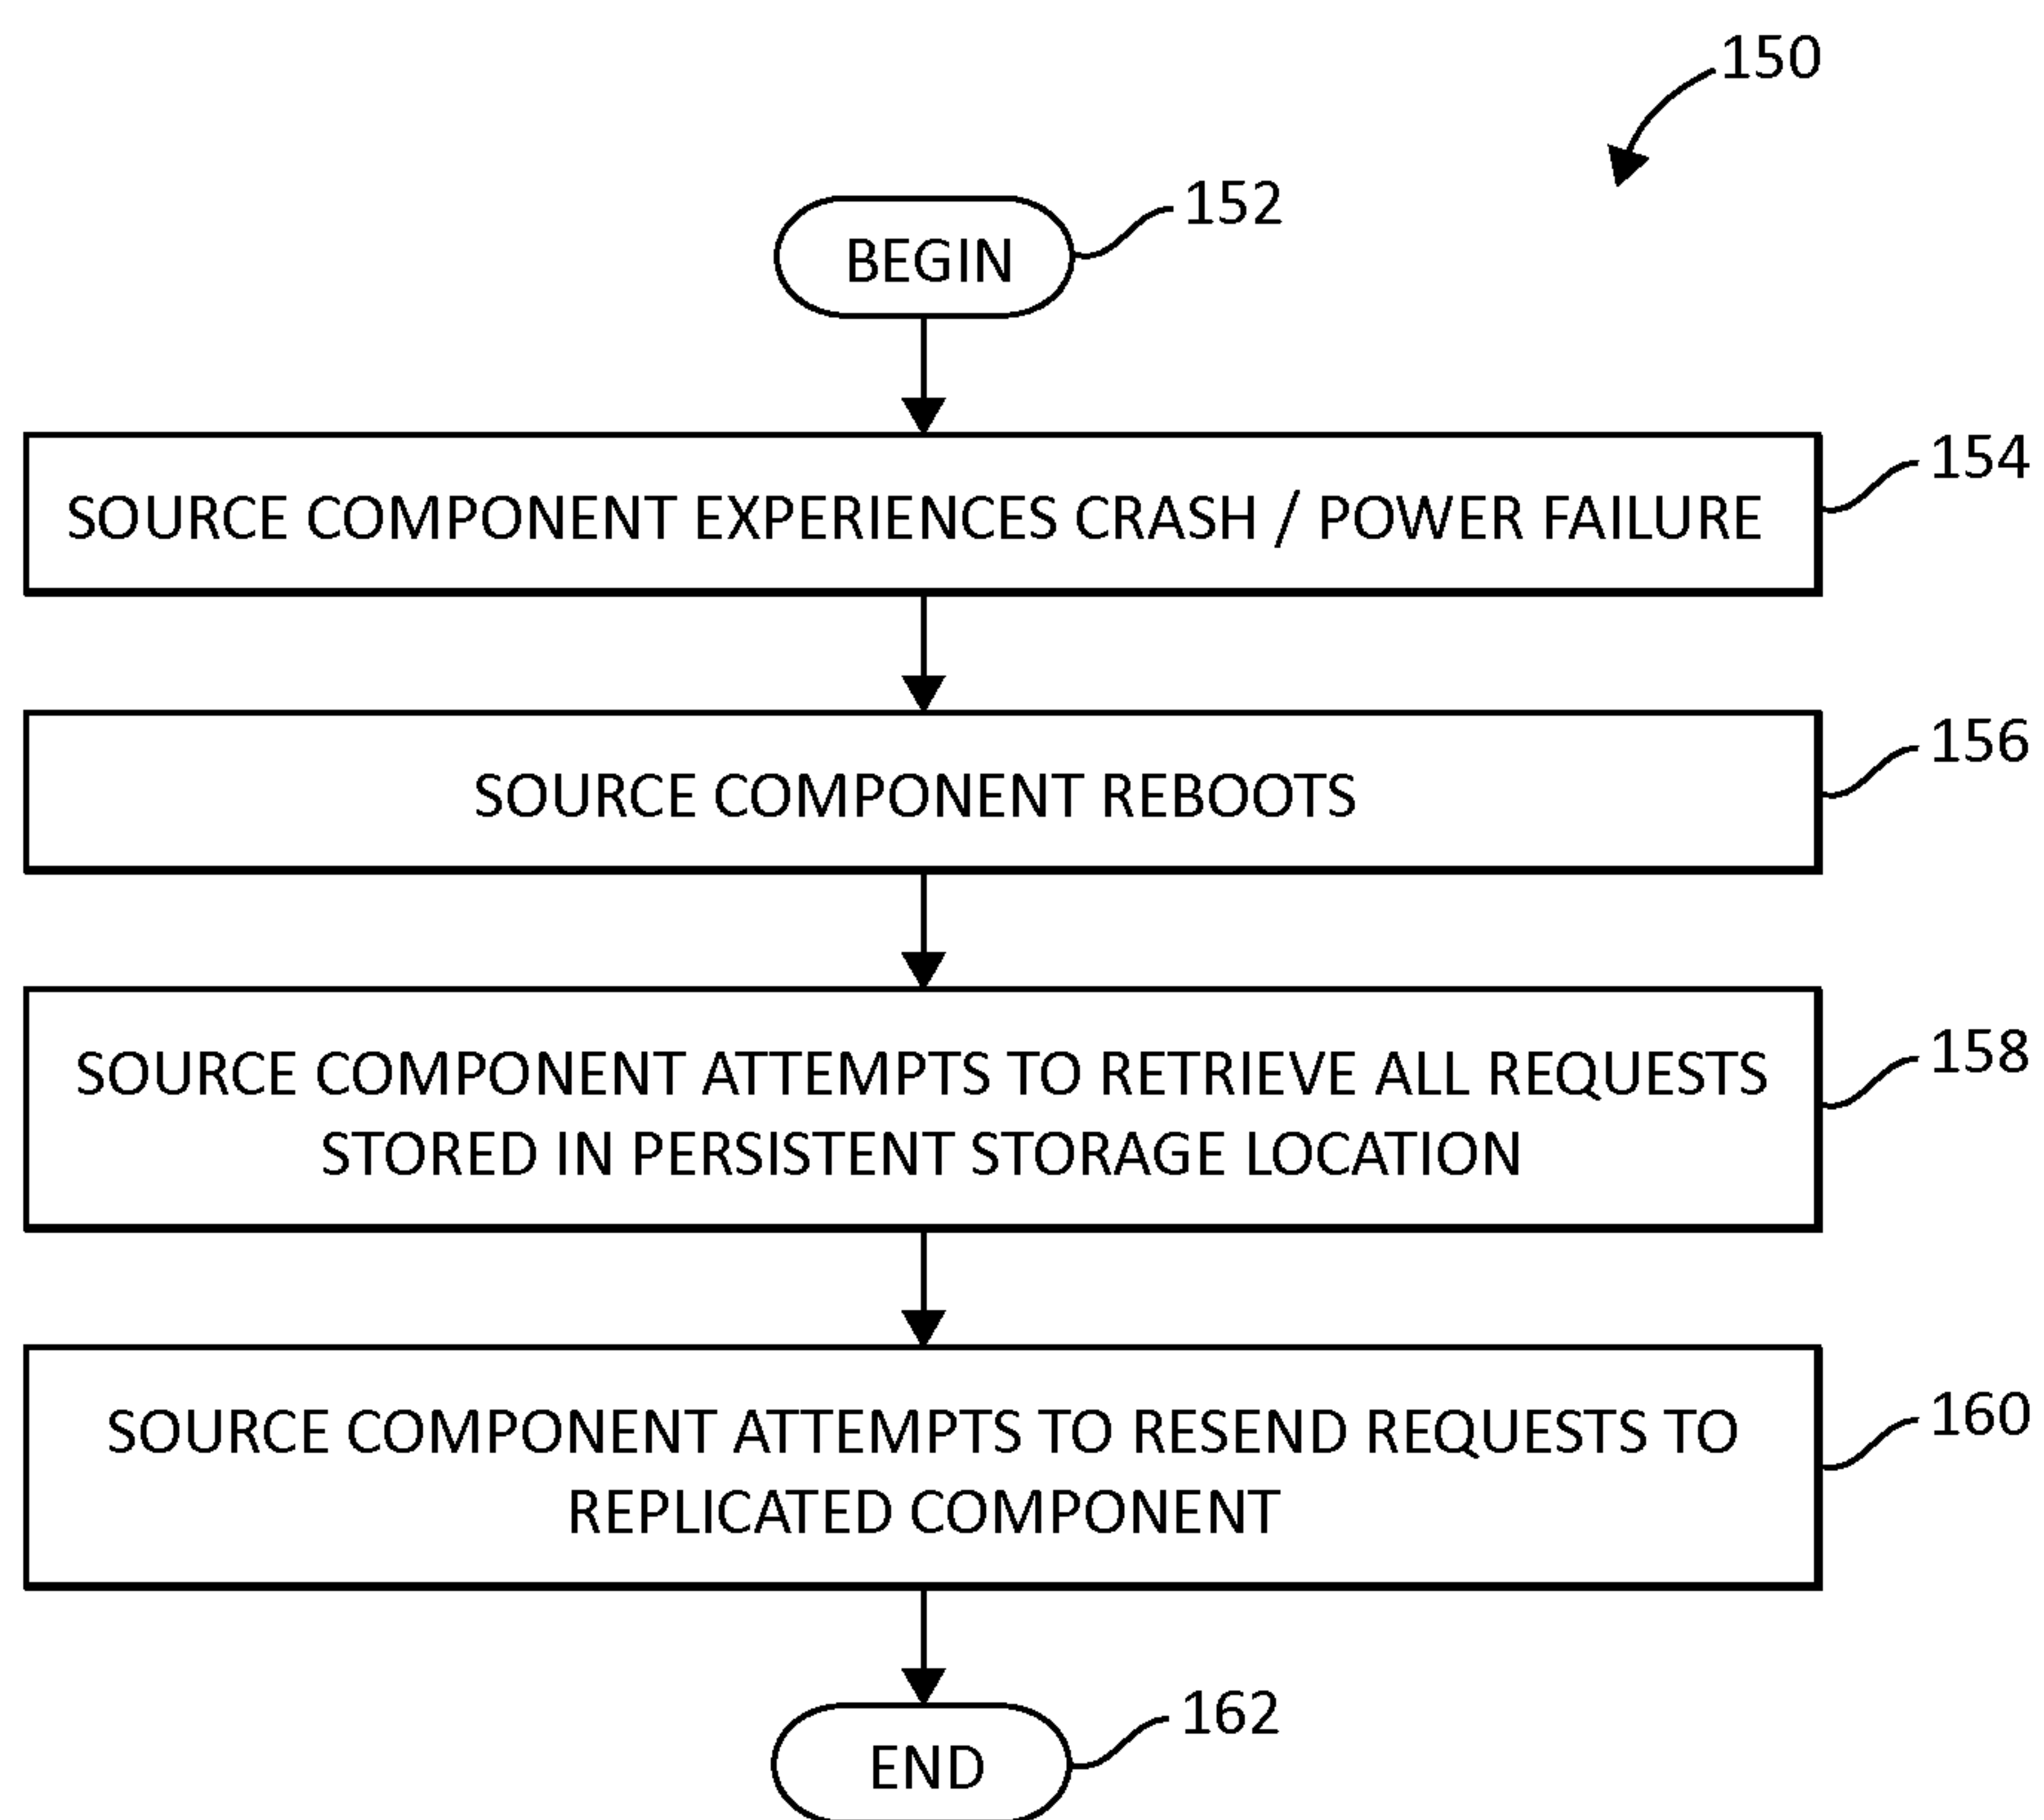 150
152
BEGIN
154
SOURCE COMPONENT EXPERIENCES CRASH / POWER FAILURE
156
SOURCE COMPONENT REBOOTS
158
SOURCE COMPONENT ATTEMPTS TO RETRIEVE ALL REQUESTS
STORED IN PERSISTENT STORAGE LOCATION
160
SOURCE COMPONENT ATTEMPTS TO RESEND REQUESTS TO
REPLICATED COMPONENT
162
END